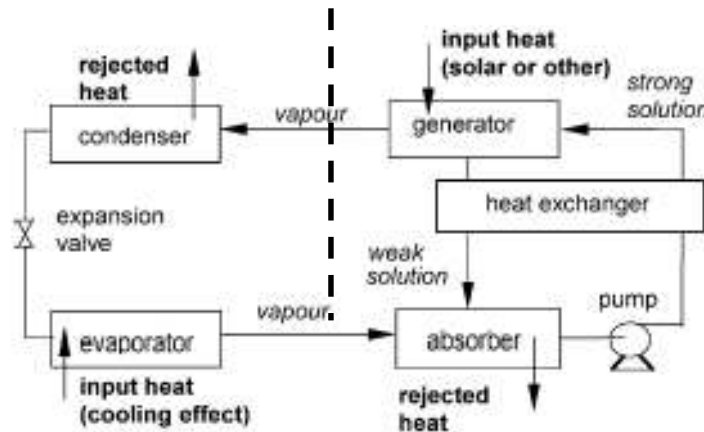 rejected
heat
input heat
(solar or other)
strong
solution
condenser
vapour
generator
heat exchanger
expansion
valve
weak
solution
pump
evaporator
vapour
absorber
input heat
(cooling effect)
rejected
heat